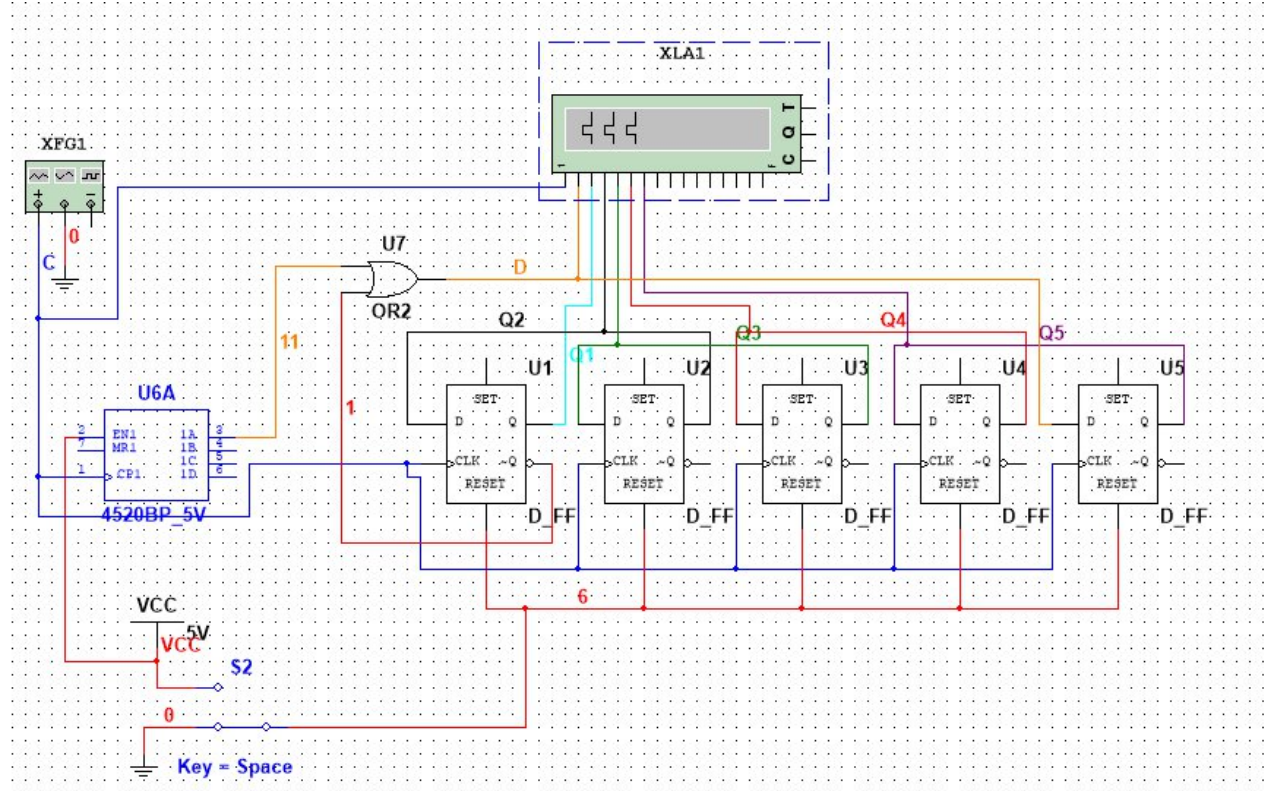 XLA1
T
Q
C
1
F
XFG1
+
−
0
C
U7
OR2
D
11
1
Q2
Q1
Q3
Q4
Q5
U1
U2
U3
U4
U5
SET
D Q
CLK ~Q
RESET
D_FF
SET
D Q
CLK ~Q
RESET
D_FF
SET
D Q
CLK ~Q
RESET
D_FF
SET
D Q
CLK ~Q
RESET
D_FF
SET
D Q
CLK ~Q
RESET
D_FF
U6A
2 EN1 1A 3
7 MR1 1B 4
1C 5
1 CP1 1D 6
4520BP_5V
6
VCC
5V
VCC
S2
0
Key = Space